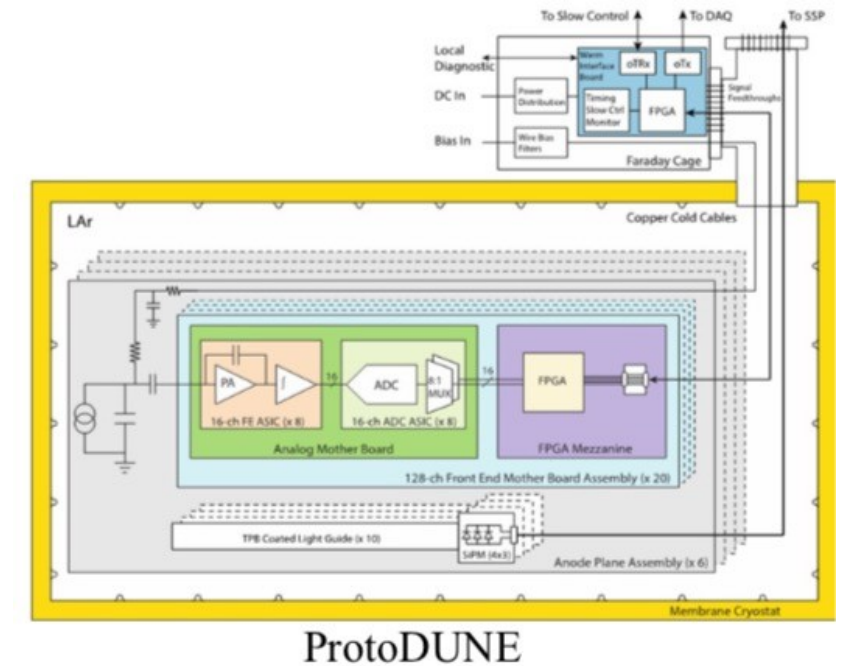 To Slow Control
To DAQ
To SSP
Local
Diagnostic
Warm
Interface
Board
oTRx
oTx
DC In
Power
Distribution
Timing
Slow Ctrl
Monitor
FPGA
Signal
Feedthroughs
Bias In
Wire Bias
Filters
Faraday Cage
LAr
Copper Cold Cables
PA
∫
16
ADC
8:1
MUX
16
FPGA
16-ch FE ASIC (x 8)
16-ch ADC ASIC (x 8)
Analog Mother Board
FPGA Mezzanine
128-ch Front End Mother Board Assembly (x 20)
TPB Coated Light Guide (x 10)
SiPM (4x3)
Anode Plane Assembly (x 6)
Membrane Cryostat
ProtoDUNE